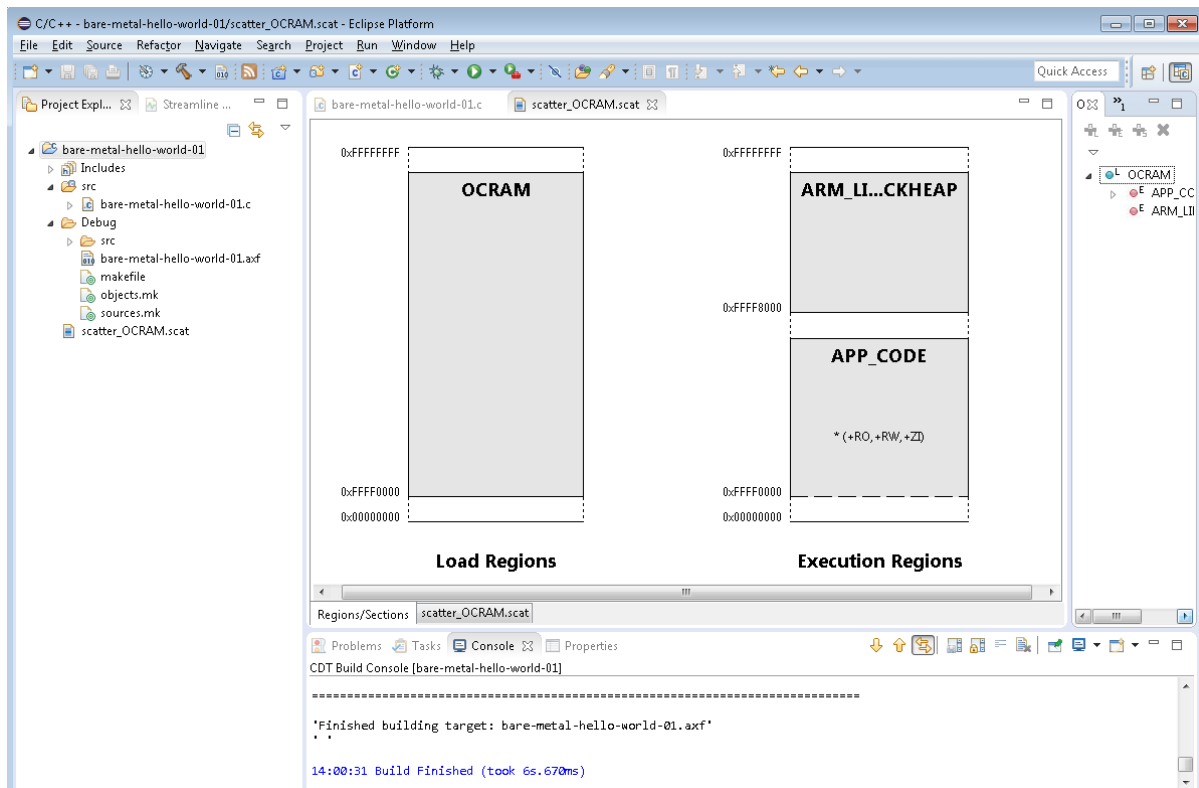 C/C++ - bare-metal-hello-world-01/scatter_OCRAM.scat - Eclipse Platform
File Edit Source Refactor Navigate Search Project Run Window Help
Quick Access
Project Expl... Streamline ...
bare-metal-hello-world-01
Includes
src
bare-metal-hello-world-01.c
Debug
src
bare-metal-hello-world-01.axf
makefile
objects.mk
sources.mk
scatter_OCRAM.scat
bare-metal-hello-world-01.c scatter_OCRAM.scat
0xFFFFFFFF
OCRAM
0xFFFF0000
0x00000000
Load Regions
0xFFFFFFFF
ARM_LI...CKHEAP
0xFFFF8000
APP_CODE
* (+RO, +RW, +ZI)
0xFFFF0000
0x00000000
Execution Regions
Regions/Sections scatter_OCRAM.scat
O »1
OCRAM
APP_CC
ARM_LII
Problems Tasks Console Properties
CDT Build Console [bare-metal-hello-world-01]
==============================================================================
'Finished building target: bare-metal-hello-world-01.axf'
' '
14:00:31 Build Finished (took 6s.670ms)